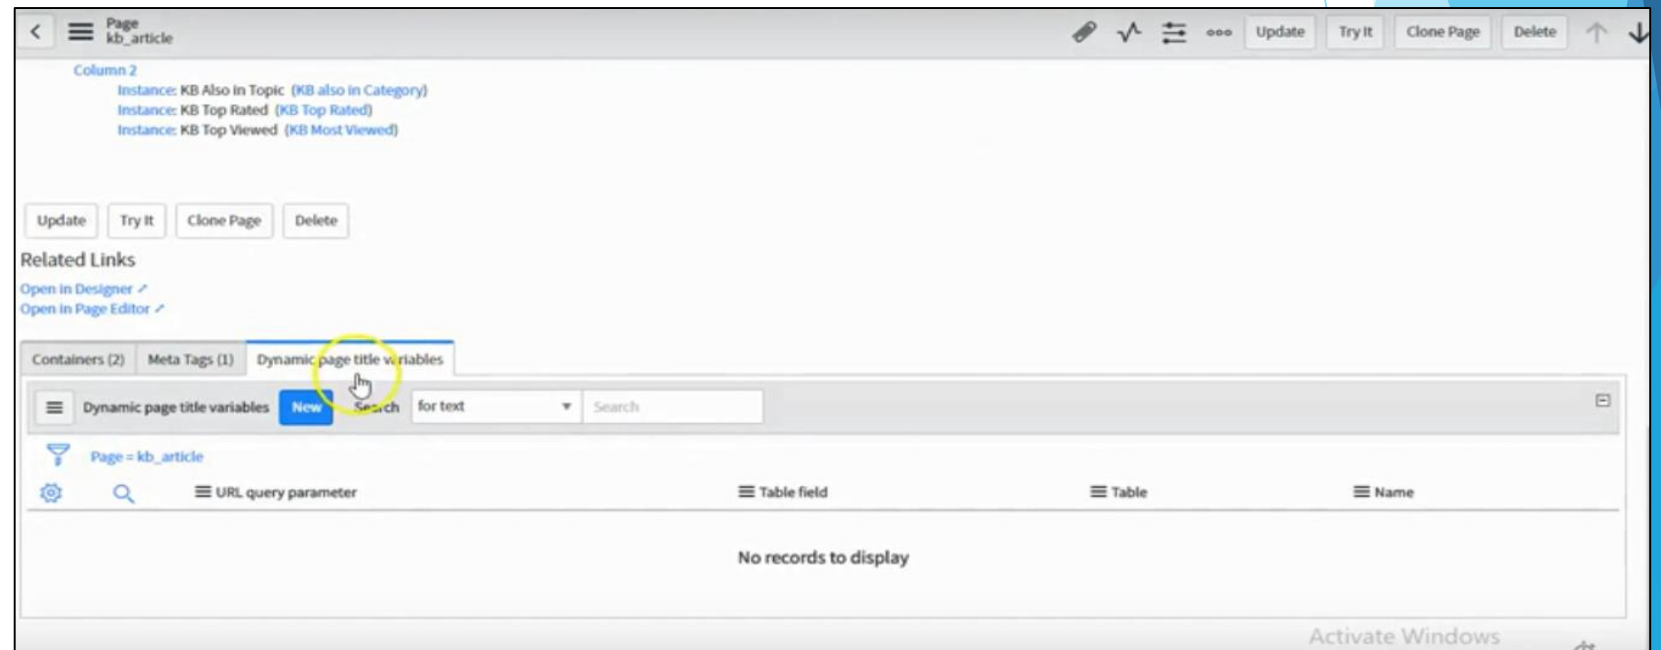 Page
kb_article
Update Try It Clone Page Delete
Column 2
Instance: KB Also in Topic (KB also in Category)
Instance: KB Top Rated (KB Top Rated)
Instance: KB Top Viewed (KB Most Viewed)
Update Try It Clone Page Delete
Related Links
Open in Designer
Open in Page Editor
Containers (2) Meta Tags (1) Dynamic page title variables
Dynamic page title variables New Search for text Search
Page = kb_article
URL query parameter Table field Table Name
No records to display
Activate Windows